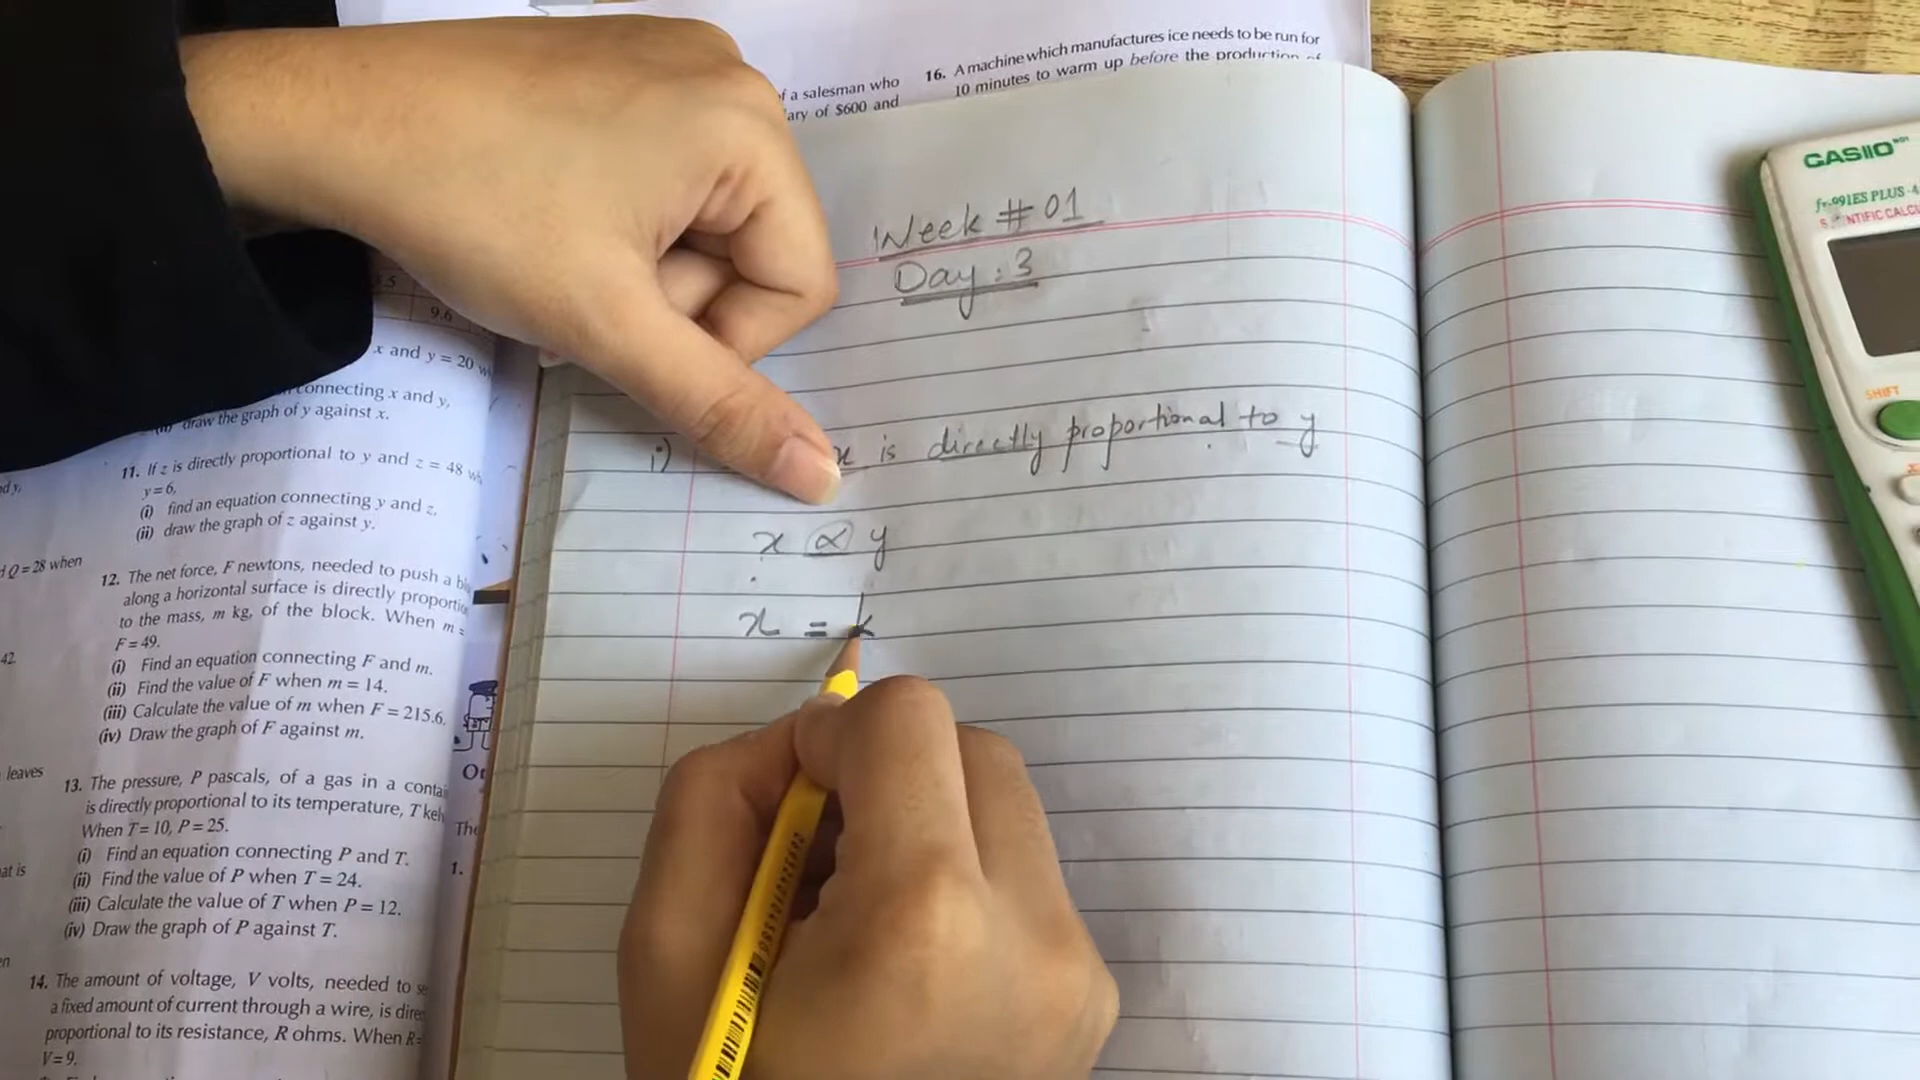 16. A machine which manufactures ice needs to be run for
10 minutes to warm up before the production of
of a salesman who
ary of $600 and
Week # 01
Day : 3
i) x is directly proportional to y
x ∝ y
x = k
9.6
x and y = 20
connecting x and y,
draw the graph of y against x.
11. If z is directly proportional to y and z = 48
y = 6,
(i) find an equation connecting y and z,
(ii) draw the graph of z against y.
Q = 28 when
12. The net force, F newtons, needed to push a
along a horizontal surface is directly
to the mass, m kg, of the block. When m =
F = 49.
(i) Find an equation connecting F and m.
(ii) Find the value of F when m = 14.
(iii) Calculate the value of m when F = 215.6.
(iv) Draw the graph of F against m.
42
leaves
13. The pressure, P pascals, of a gas in a
is directly proportional to its temperature, T
When T = 10, P = 25.
(i) Find an equation connecting P and T.
(ii) Find the value of P when T = 24.
(iii) Calculate the value of T when P = 12.
(iv) Draw the graph of P against T.
at is
The
1.
14. The amount of voltage, V volts, needed to
a fixed amount of current through a wire, is
proportional to its resistance, R ohms. When R =
V = 9.
CASIIO
fx-991ES PLUS
SHIFT